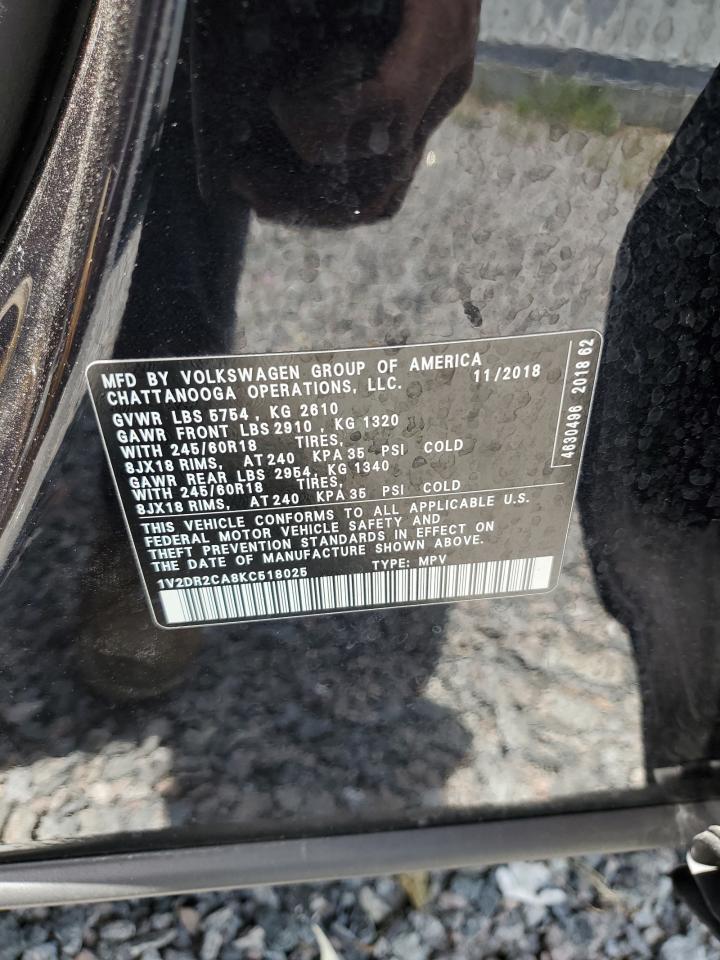 MFD BY VOLKSWAGEN GROUP OF AMERICA
CHATTANOOGA OPERATIONS, LLC. 11/2018
GVWR LBS 5754 , KG 2610
GAWR FRONT LBS 2910 , KG 1320
WITH 245/60R18 TIRES,
8JX18 RIMS, AT 240 KPA 35 PSI COLD
GAWR REAR LBS 2954, KG 1340
WITH 245/60R18 TIRES,
8JX18 RIMS, AT 240 KPA 35 PSI COLD
THIS VEHICLE CONFORMS TO ALL APPLICABLE U.S.
FEDERAL MOTOR VEHICLE SAFETY AND
THEFT PREVENTION STANDARDS IN EFFECT ON
THE DATE OF MANUFACTURE SHOWN ABOVE.
1V2DR2CA8KC518025 TYPE: MPV
4630496 2018 62